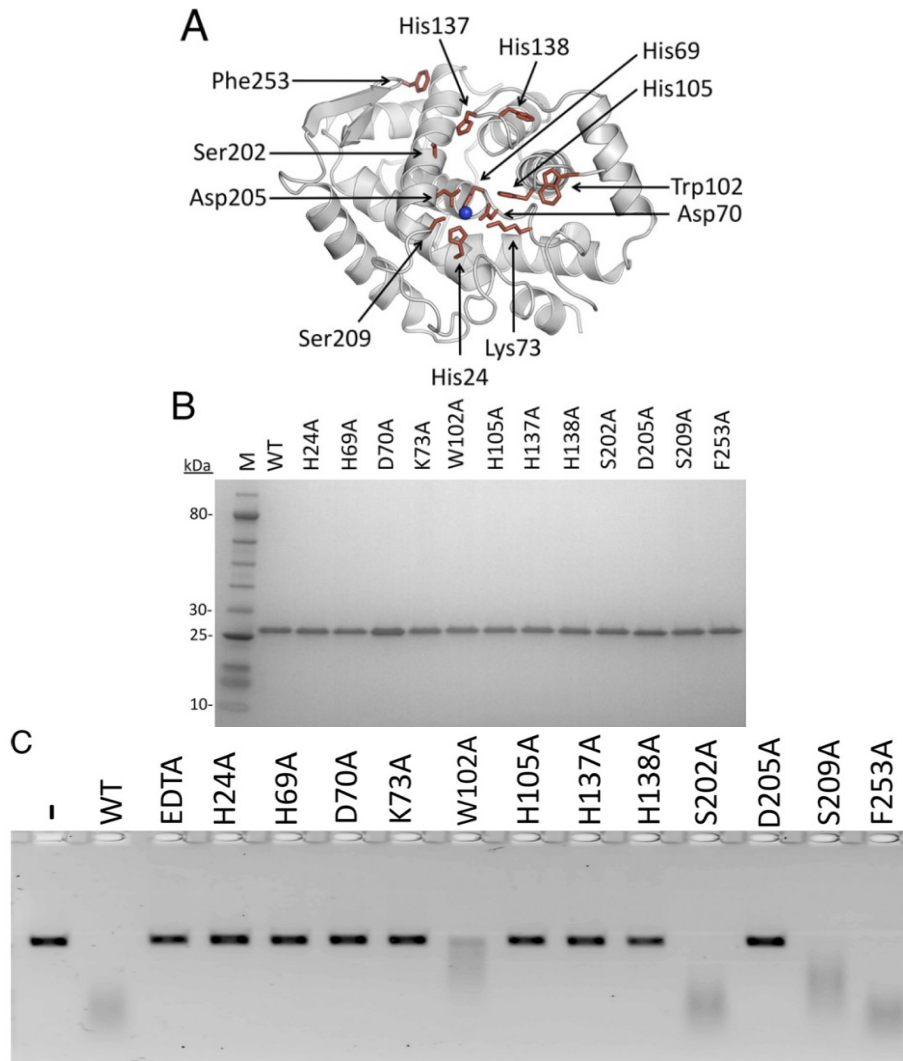 A
His137
His138
His69
His105
Phe253
Ser202
Asp205
Trp102
Asp70
Ser209
Lys73
His24
B
kDa M WT H24A H69A D70A K73A W102A H105A H137A H138A S202A D205A S209A F253A
80-
30-
25-
10-
C
- WT EDTA H24A H69A D70A K73A W102A H105A H137A H138A S202A D205A S209A F253A